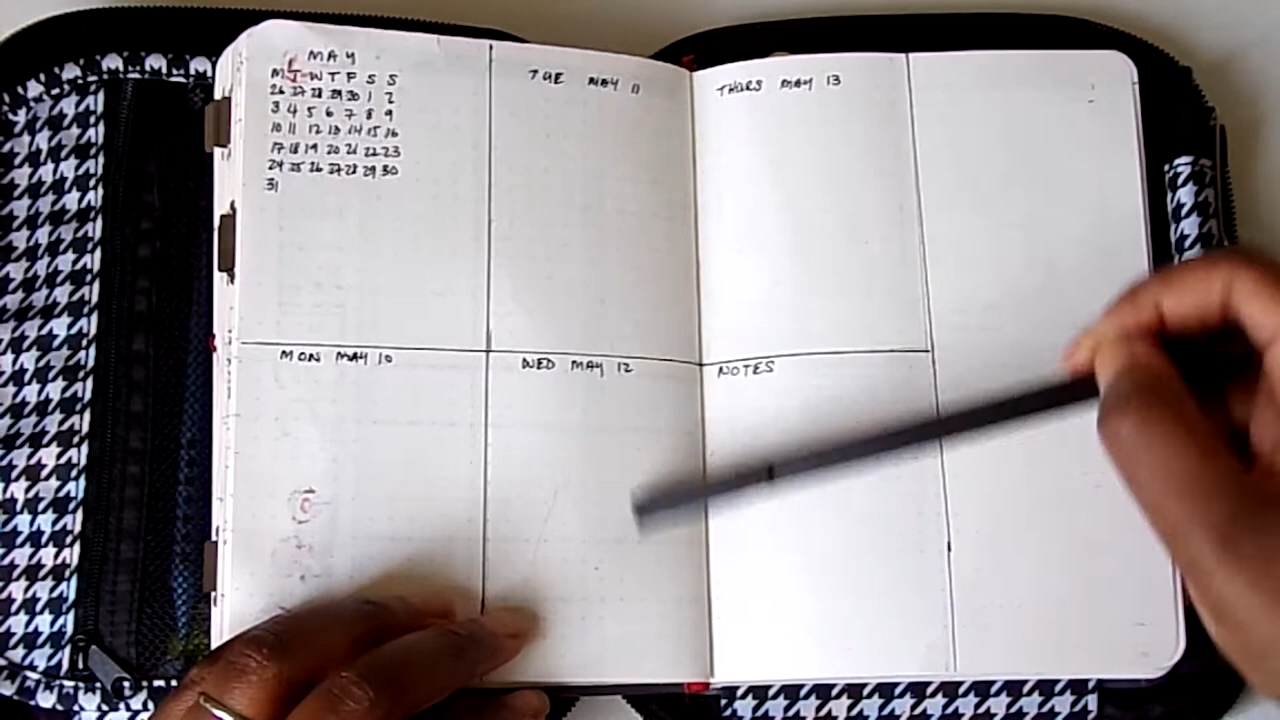 MAY
M T W T F S S
26 27 28 29 30 1 2
3 4 5 6 7 8 9
10 11 12 13 14 15 16
17 18 19 20 21 22 23
24 25 26 27 28 29 30
31
MON MAY 10
TUE MAY 11
WED MAY 12
THURS MAY 13
NOTES